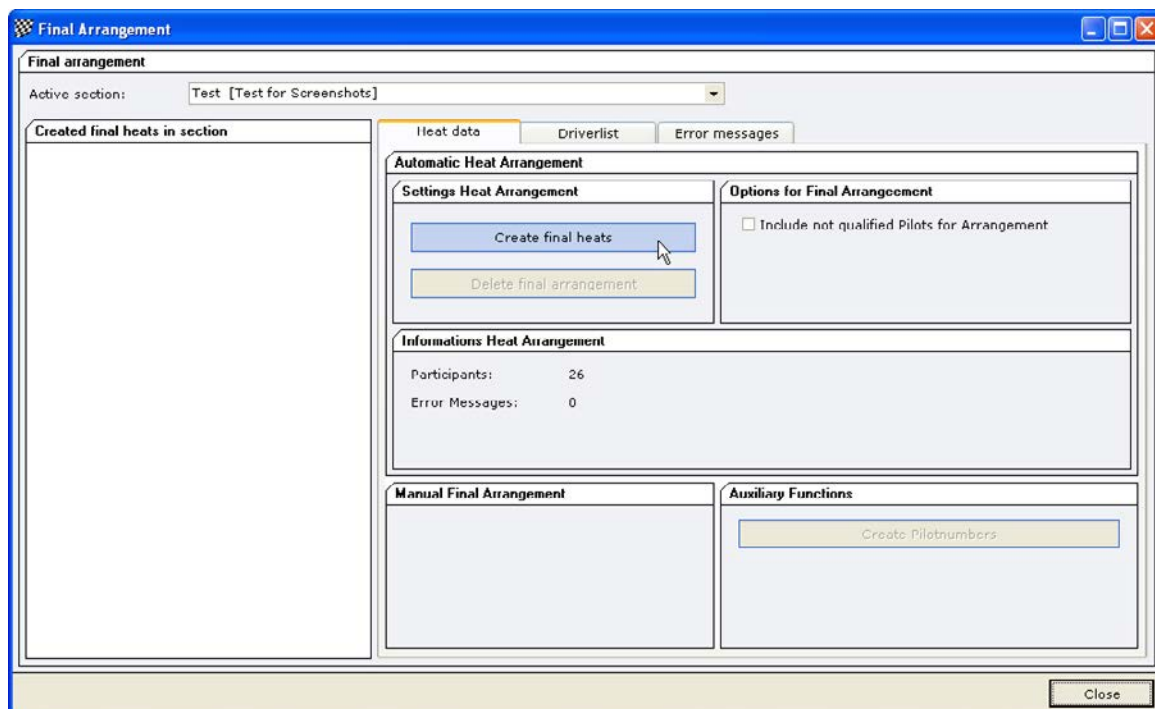 Final Arrangement
Final arrangement
Active section: Test [Test for Screenshots]
Created final heats in section
Heat data Driverlist Error messages
Automatic Heat Arrangement
Settings Heat Arrangement
Options for Final Arrangeement
Create final heats
Include not qualified Pilots for Arrangement
Delete final arrangement
Informations Heat Arrangement
Participants: 26
Error Messages: 0
Manual Final Arrangement
Auxiliary Functions
Create Pilotnumbers
Close